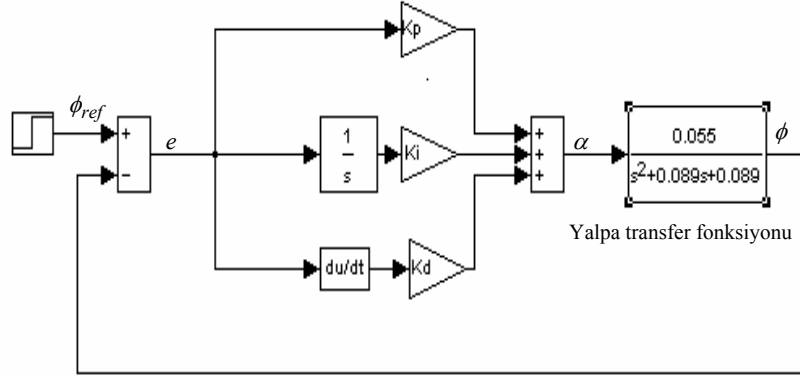 Kp
ϕref
+
−
e
1
s
Ki
+
+
+
α
0.055
s²+0.089s+0.089
ϕ
Yalpa transfer fonksiyonu
du/dt
Kd